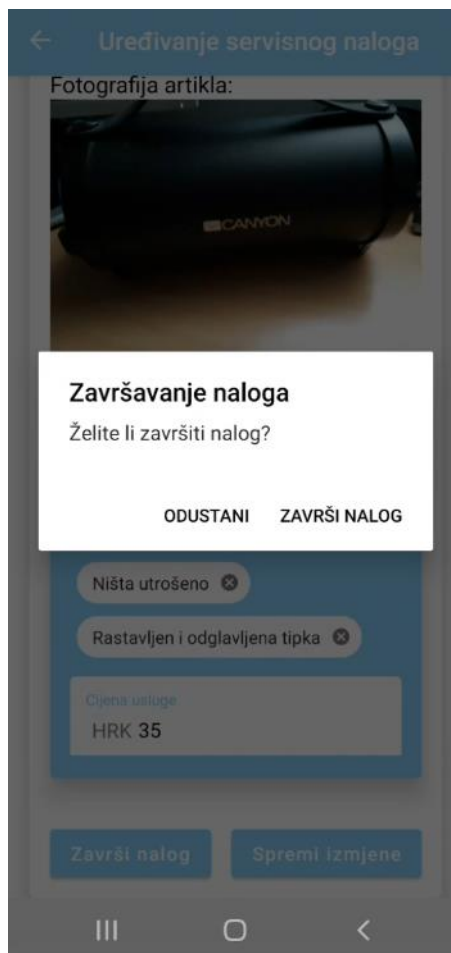 Uređivanje servisnog naloga
Fotografija artikla:
CANYON
Završavanje naloga
Želite li završiti nalog?
ODUSTANI ZAVRŠI NALOG
Ništa utrošeno
Rastavljen i odglavljena tipka
Cijena usluge
HRK 35
Završi nalog Spremi izmjene